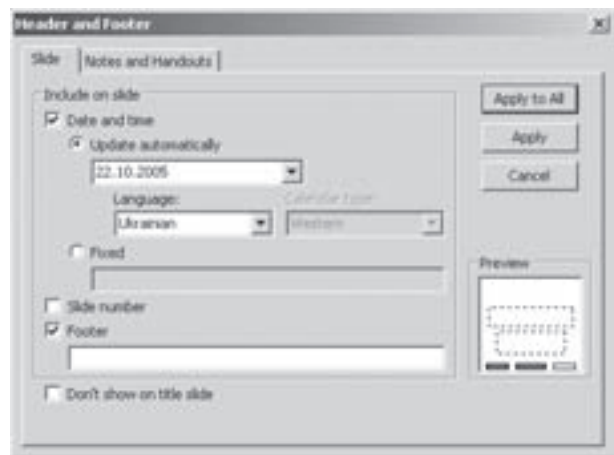 Header and Footer
Slide
Notes and Handouts
Include on slide
Date and time
Update automatically
22.10.2005
Language:
Calendar type:
Ukrainian
Western
Fixed
Slide number
Footer
Don't show on title slide
Apply to All
Apply
Cancel
Preview